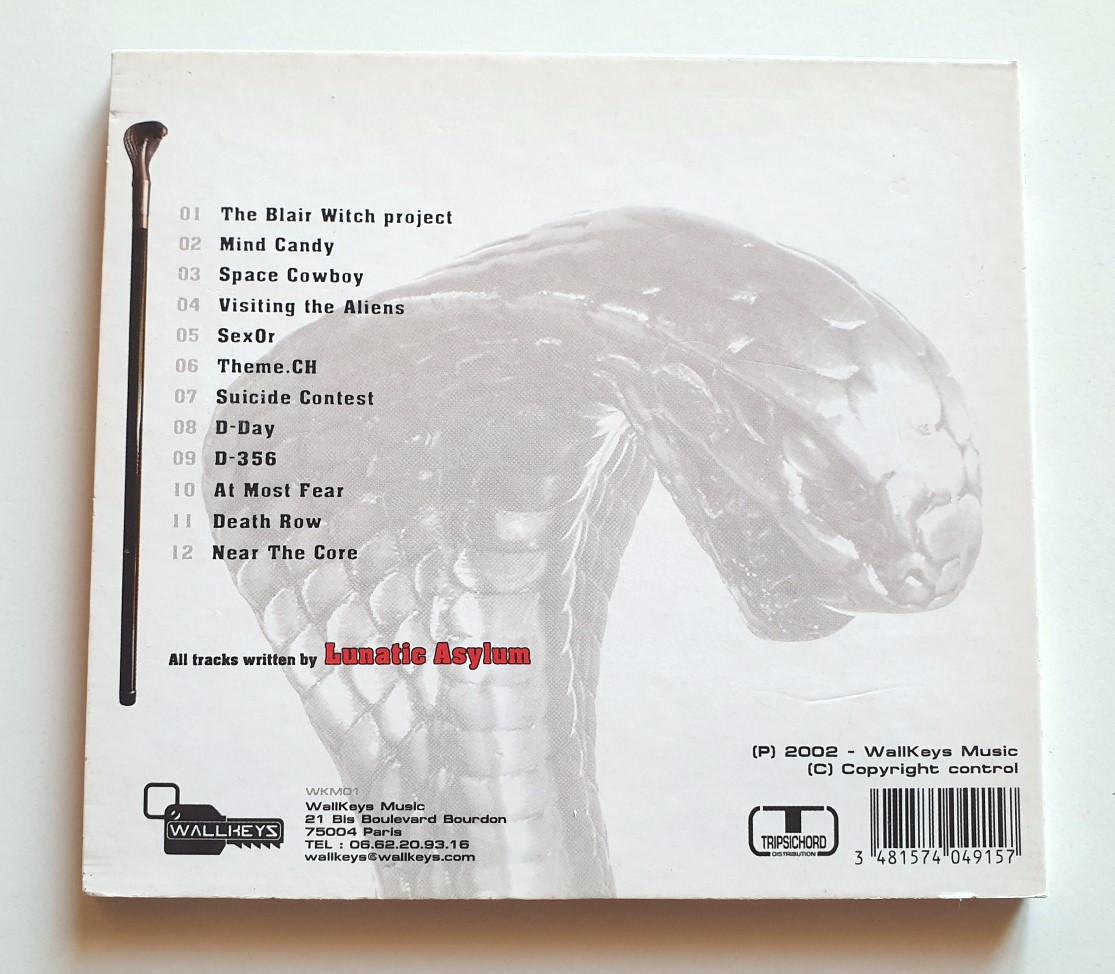 01 The Blair Witch project
02 Mind Candy
03 Space Cowboy
04 Visiting the Aliens
05 SexOr
06 Theme.CH
07 Suicide Contest
08 D-Day
09 D-356
10 At Most Fear
11 Death Row
12 Near The Core
All tracks written by Lunatic Asylum
(P) 2002 - WallKeys Music
(C) Copyright control
WALLKEYS
WKM01
WallKeys Music
21 Bis Boulevard Bourdon
75004 Paris
TEL : 06.62.20.93.16
wallkeys@wallkeys.com
T
TRIPSICHORD
DISTRIBUTION
3 481574 049157